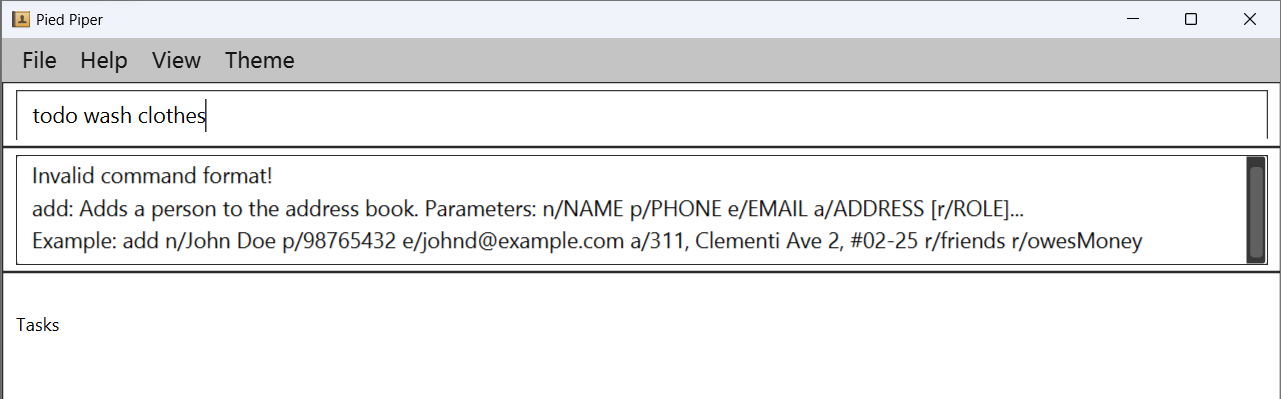 Pied Piper
File Help View Theme
todo wash clothes
Invalid command format!
add: Adds a person to the address book. Parameters: n/NAME p/PHONE e/EMAIL a/ADDRESS [r/ROLE]...
Example: add n/John Doe p/98765432 e/johnd@example.com a/311, Clementi Ave 2, #02-25 r/friends r/owesMoney
Tasks